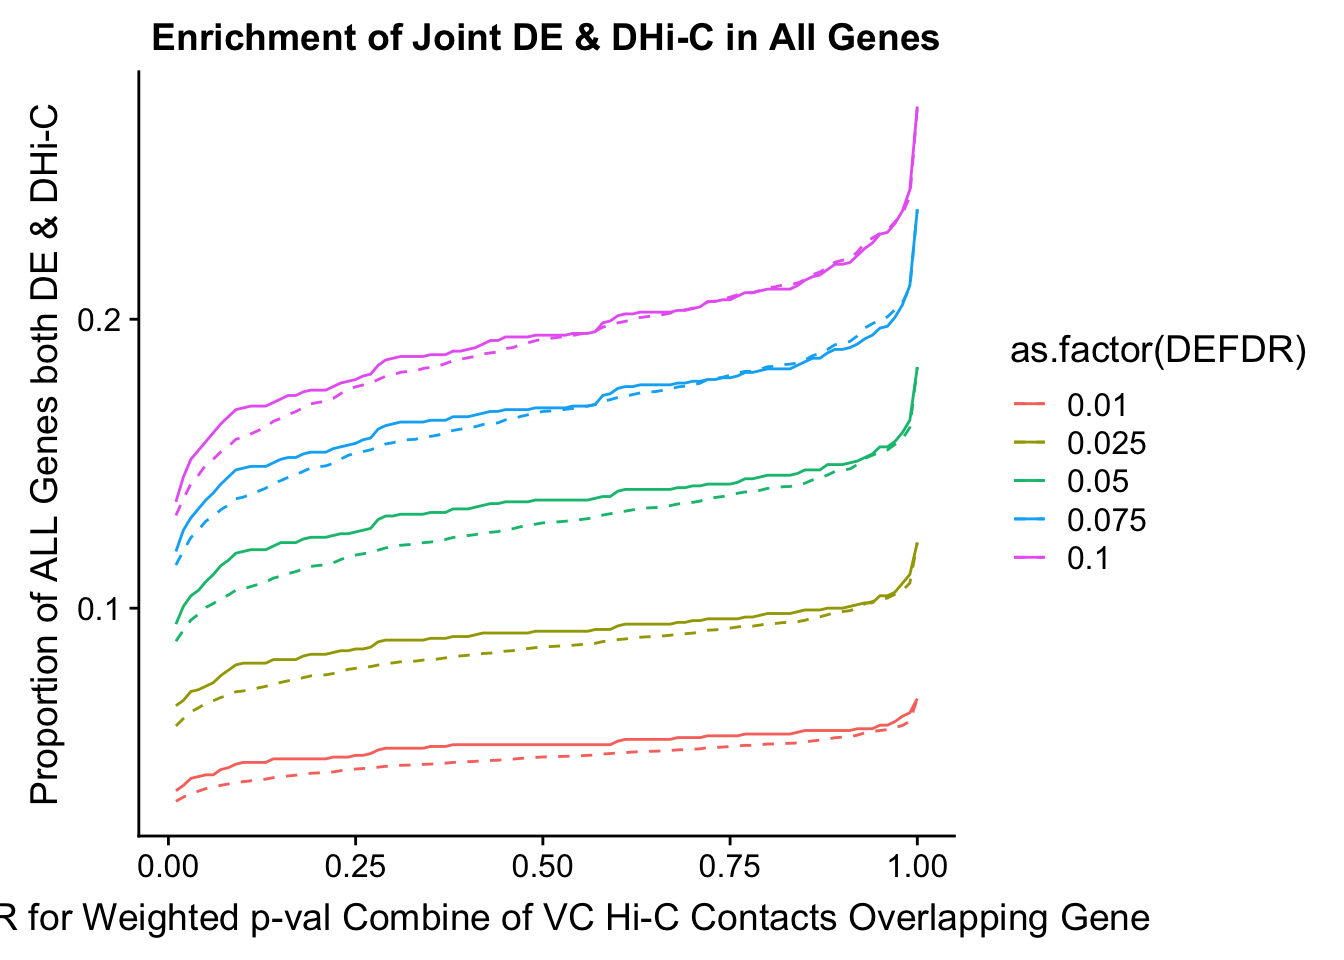 Enrichment of Joint DE & DHi-C in All Genes
Proportion of ALL Genes both DE & DHi-C
0.2
0.1
0.00 0.25 0.50 0.75 1.00
R for Weighted p-val Combine of VC Hi-C Contacts Overlapping Gene
as.factor(DEFDR)
0.01
0.025
0.05
0.075
0.1